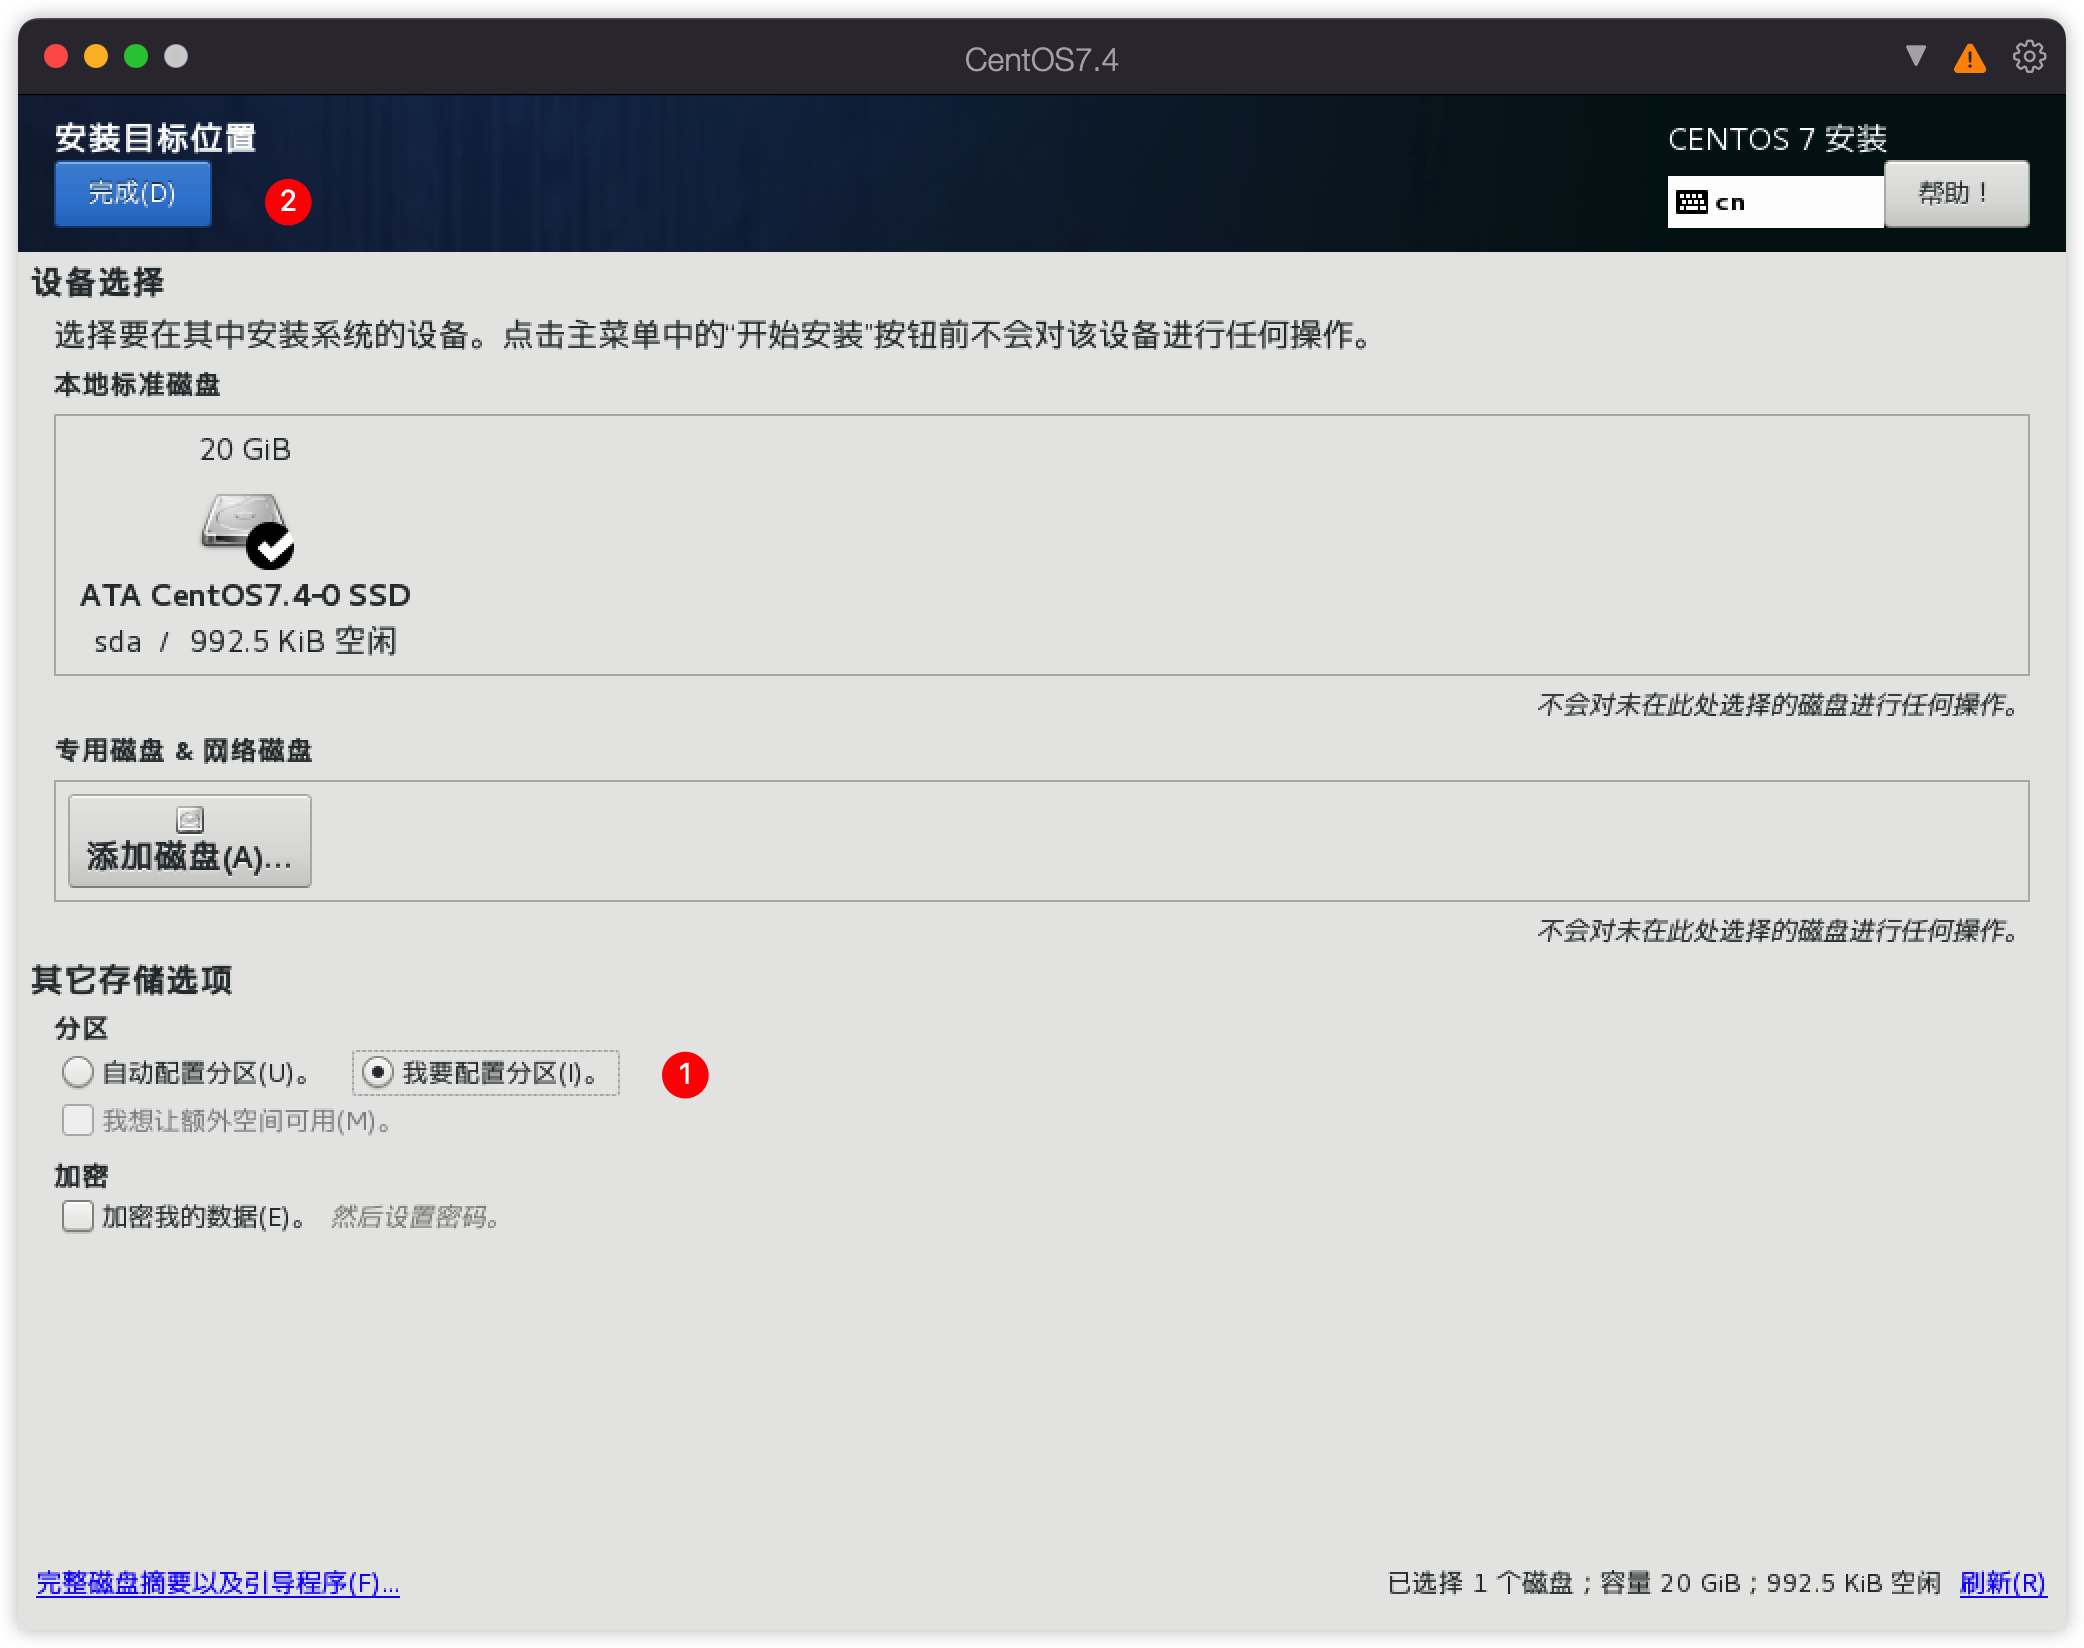 CentOS7.4
安装目标位置
CENTOS 7 安装
完成(D)
2
cn
帮助！
设备选择
选择要在其中安装系统的设备。点击主菜单中的“开始安装”按钮前不会对该设备进行任何操作。
本地标准磁盘
20 GiB
ATA CentOS7.4-0 SSD
sda / 992.5 KiB 空闲
不会对未在此处选择的磁盘进行任何操作。
专用磁盘 & 网络磁盘
添加磁盘(A)...
不会对未在此处选择的磁盘进行任何操作。
其它存储选项
分区
自动配置分区(U)。 我要配置分区(I)。 1
我想让额外空间可用(M)。
加密
加密我的数据(E)。 然后设置密码。
完整磁盘摘要以及引导程序(F)... 已选择 1 个磁盘；容量 20 GiB；992.5 KiB 空闲 刷新(R)